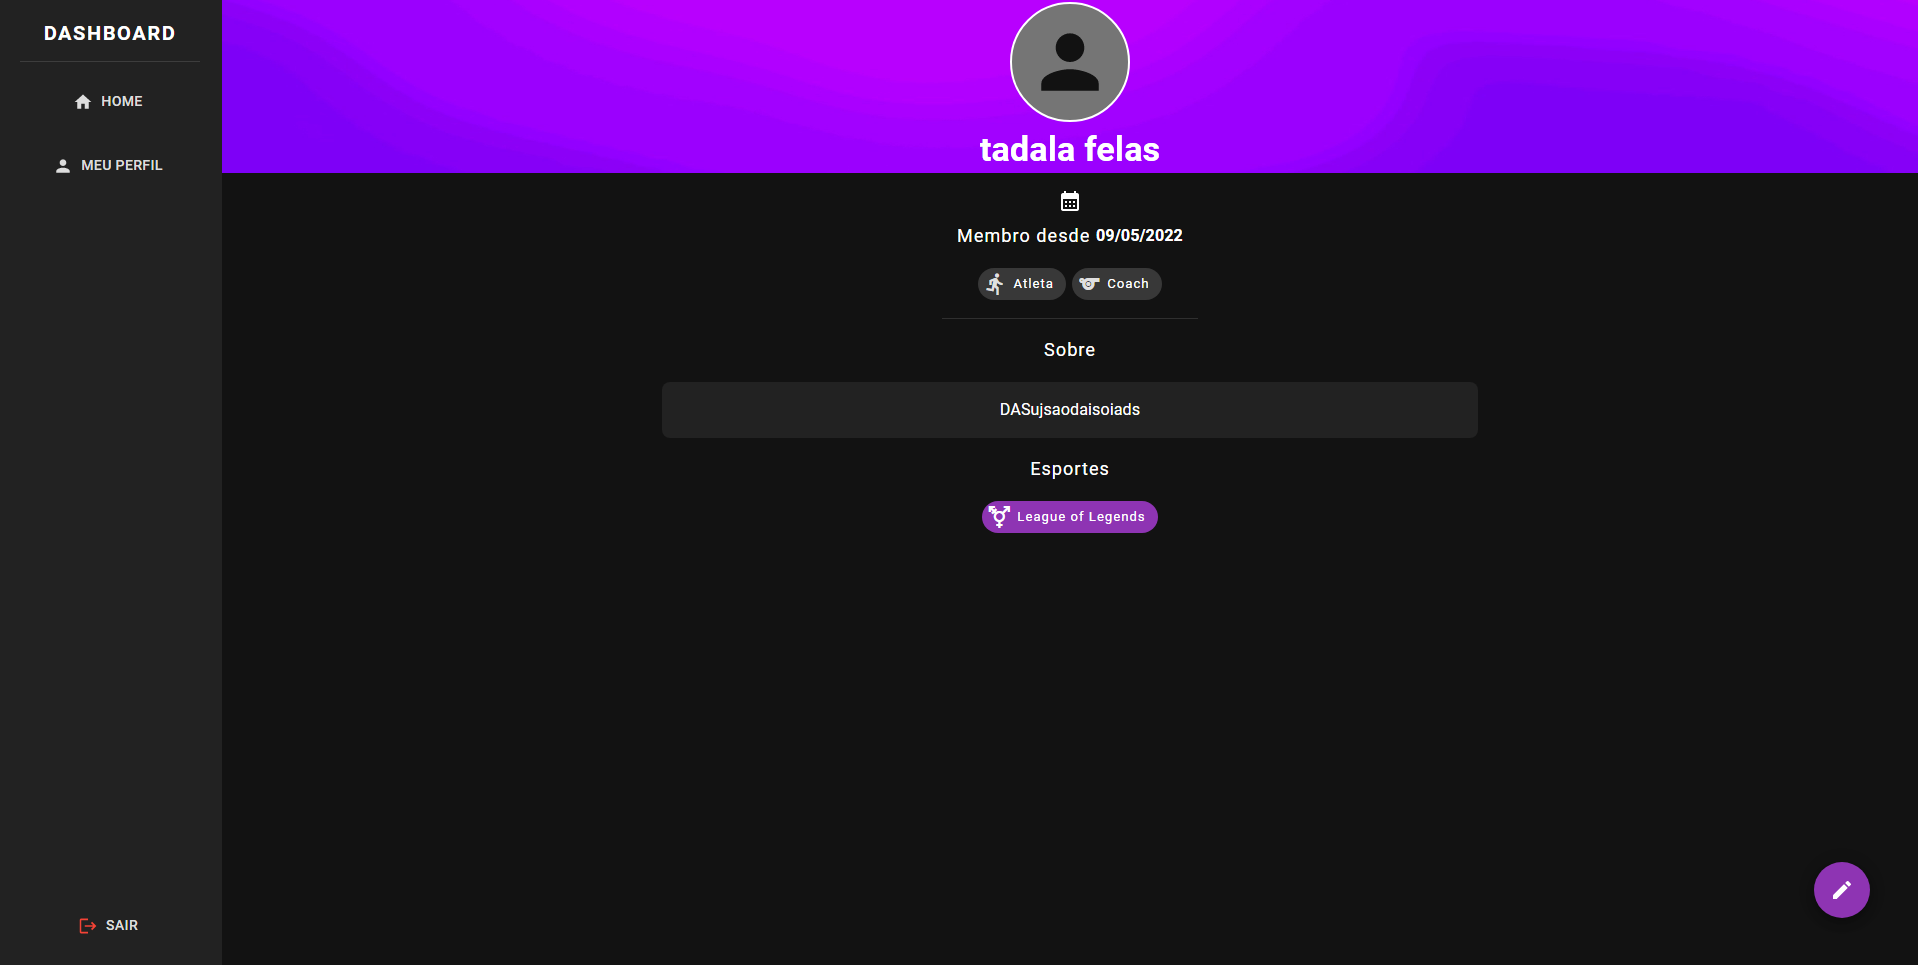 DASHBOARD
HOME
MEU PERFIL
SAIR
tadala felas
Membro desde 09/05/2022
Atleta Coach
Sobre
DASujsaodaisoiads
Esportes
League of Legends